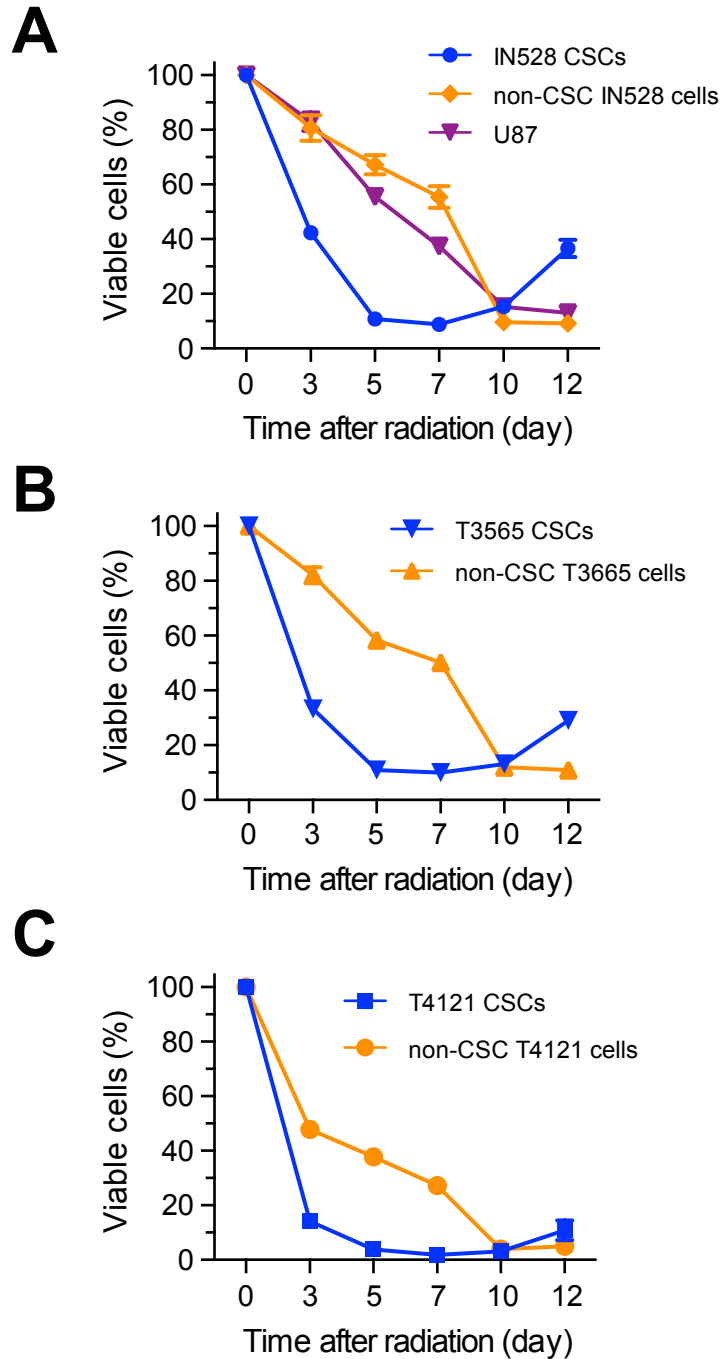 A
IN528 CSCs
non-CSC IN528 cells
U87
Viable cells (%)
100
80
60
40
20
0
0 3 5 7 10 12
Time after radiation (day)
B
T3565 CSCs
non-CSC T3665 cells
Viable cells (%)
100
80
60
40
20
0
0 3 5 7 10 12
Time after radiation (day)
C
T4121 CSCs
non-CSC T4121 cells
Viable cells (%)
100
80
60
40
20
0
0 3 5 7 10 12
Time after radiation (day)